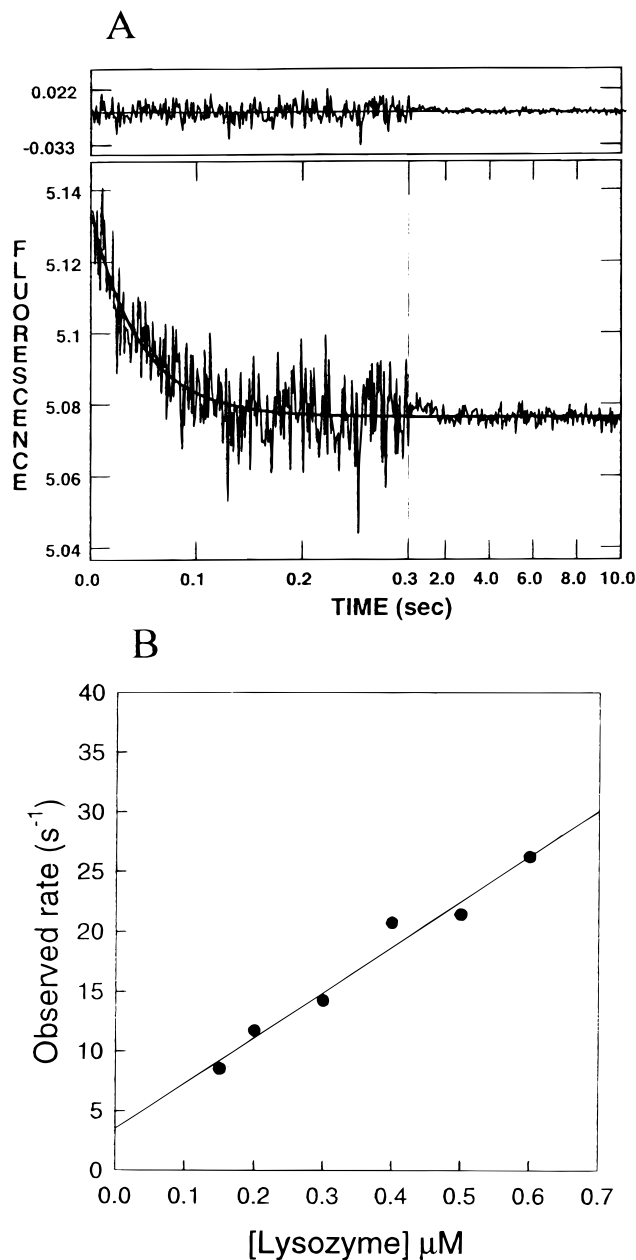 A
0.022
-0.033
5.14
5.12
5.1
5.08
5.06
5.04
FLUORESCENCE
0.0 0.1 0.2 0.3 2.0 4.0 6.0 8.0 10.0
TIME (sec)
B
40
35
30
25
20
15
10
5
0
Observed rate (s-1)
0.0 0.1 0.2 0.3 0.4 0.5 0.6 0.7
[Lysozyme] μM